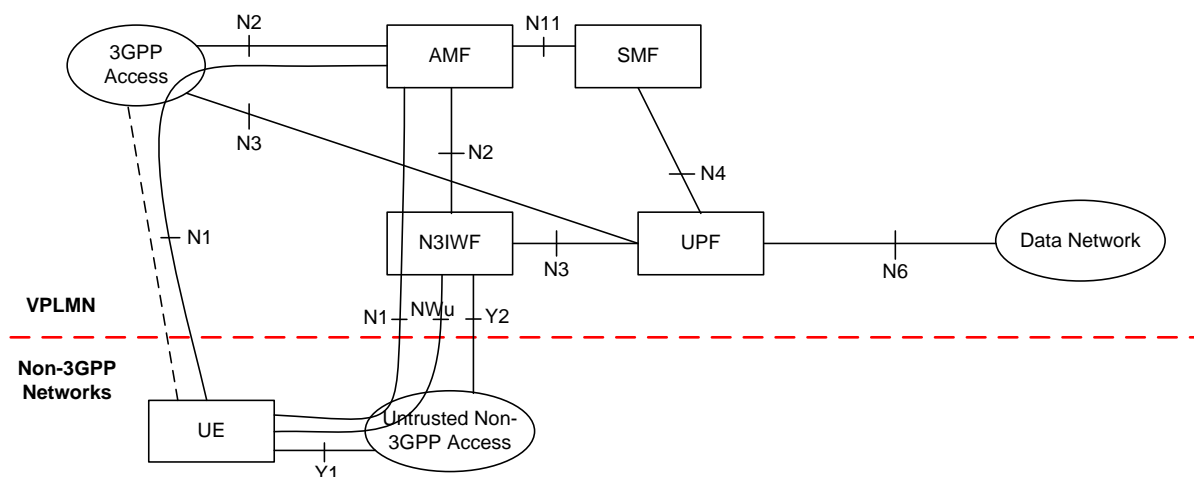 N2
3GPP
Access
AMF
N11
SMF
N3
N2
N4
N1
N3IWF
N3
UPF
N6
Data Network
VPLMN
N1
NWu
Y2
Non-3GPP
Networks
UE
Untrusted Non-
3GPP Access
Y1